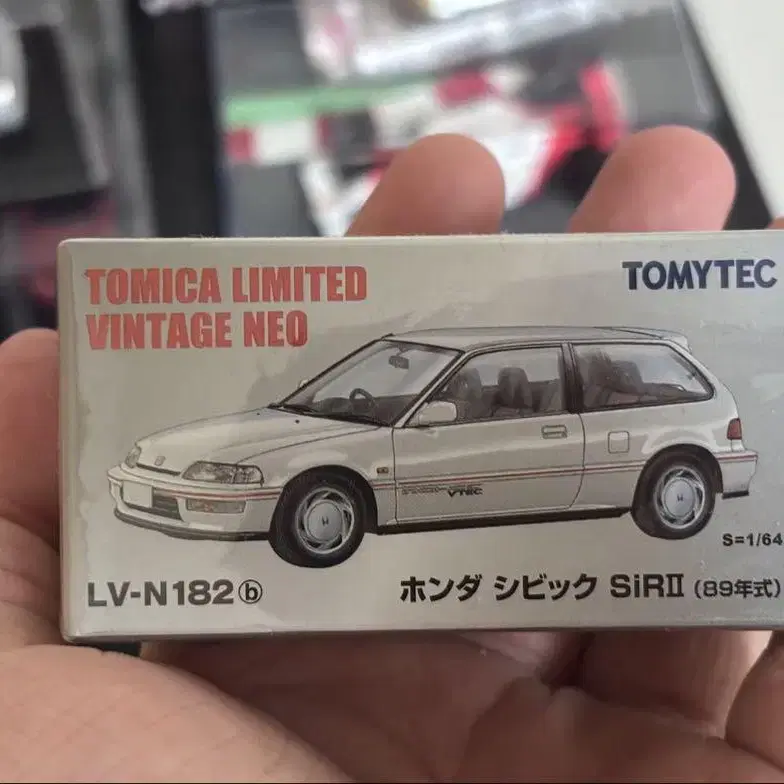 TOMICA LIMITED
VINTAGE NEO
TOMYTEC
VTEC
S=1/64
LV-N182ⓑ
ホンダ シビック SiRⅡ (89年式)